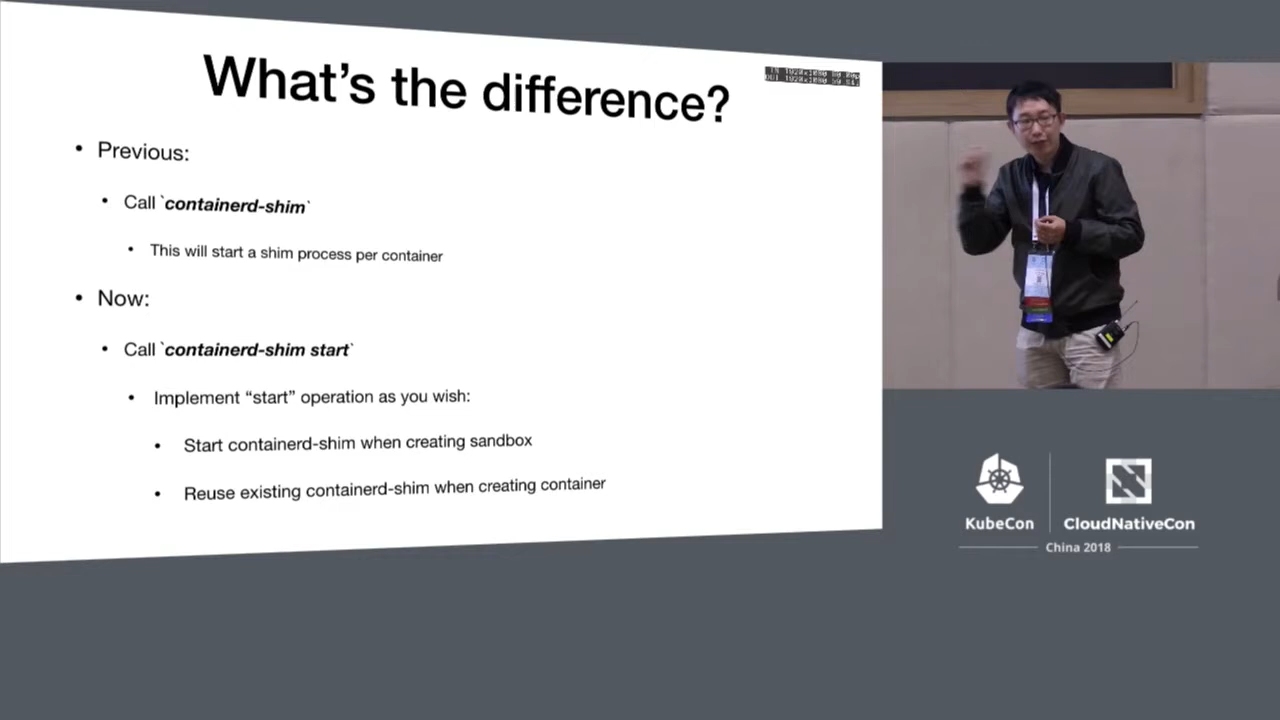 What's the difference?
• Previous:
• Call `containerd-shim`
• This will start a shim process per container
• Now:
• Call `containerd-shim start`
• Implement “start” operation as you wish:
• Start containerd-shim when creating sandbox
• Reuse existing containerd-shim when creating container
KubeCon
CloudNativeCon
China 2018